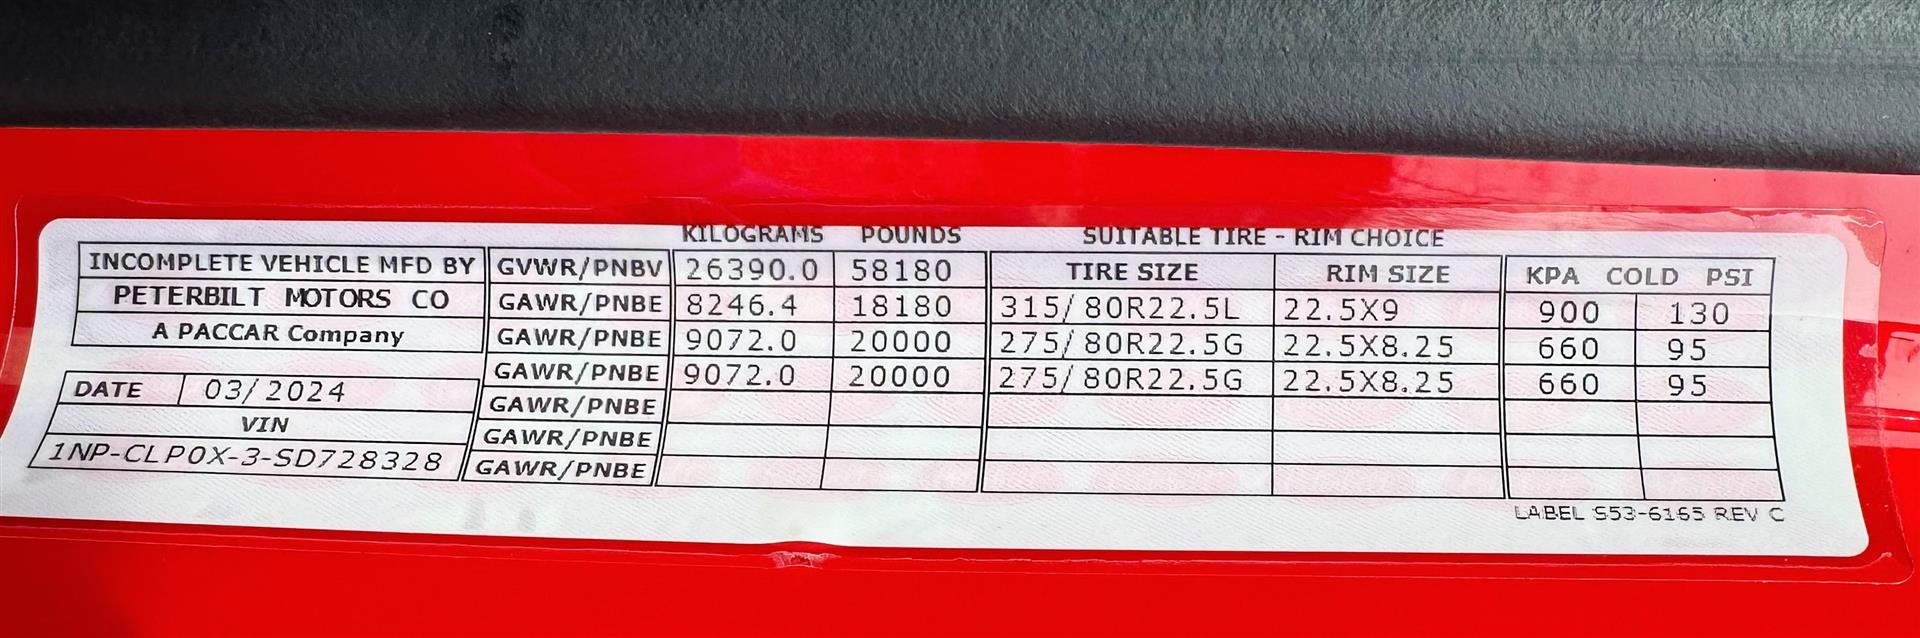 KILOGRAMS POUNDS SUITABLE TIRE - RIM CHOICE
INCOMPLETE VEHICLE MFD BY GVWR/PNBV 26390.0 58180 TIRE SIZE RIM SIZE KPA COLD PSI
PETERBILT MOTORS CO GAWR/PNBE 8246.4 18180 315/80R22.5L 22.5X9 900 130
A PACCAR Company GAWR/PNBE 9072.0 20000 275/80R22.5G 22.5X8.25 660 95
GAWR/PNBE 9072.0 20000 275/80R22.5G 22.5X8.25 660 95
DATE 03/2024 GAWR/PNBE
VIN GAWR/PNBE
1NP-CLP0X-3-SD728328 GAWR/PNBE
LABEL S53-6165 REV C